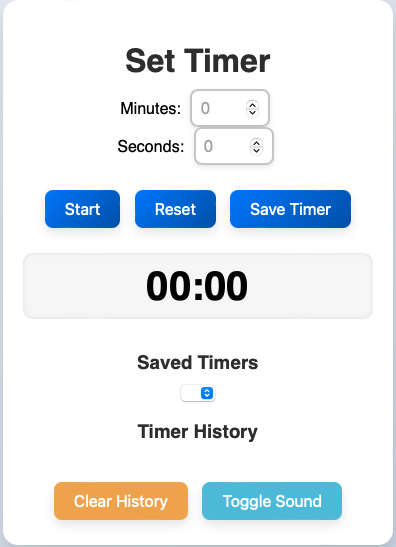 Set Timer
Minutes: 0
Seconds: 0
Start Reset Save Timer
00:00
Saved Timers
Timer History
Clear History Toggle Sound